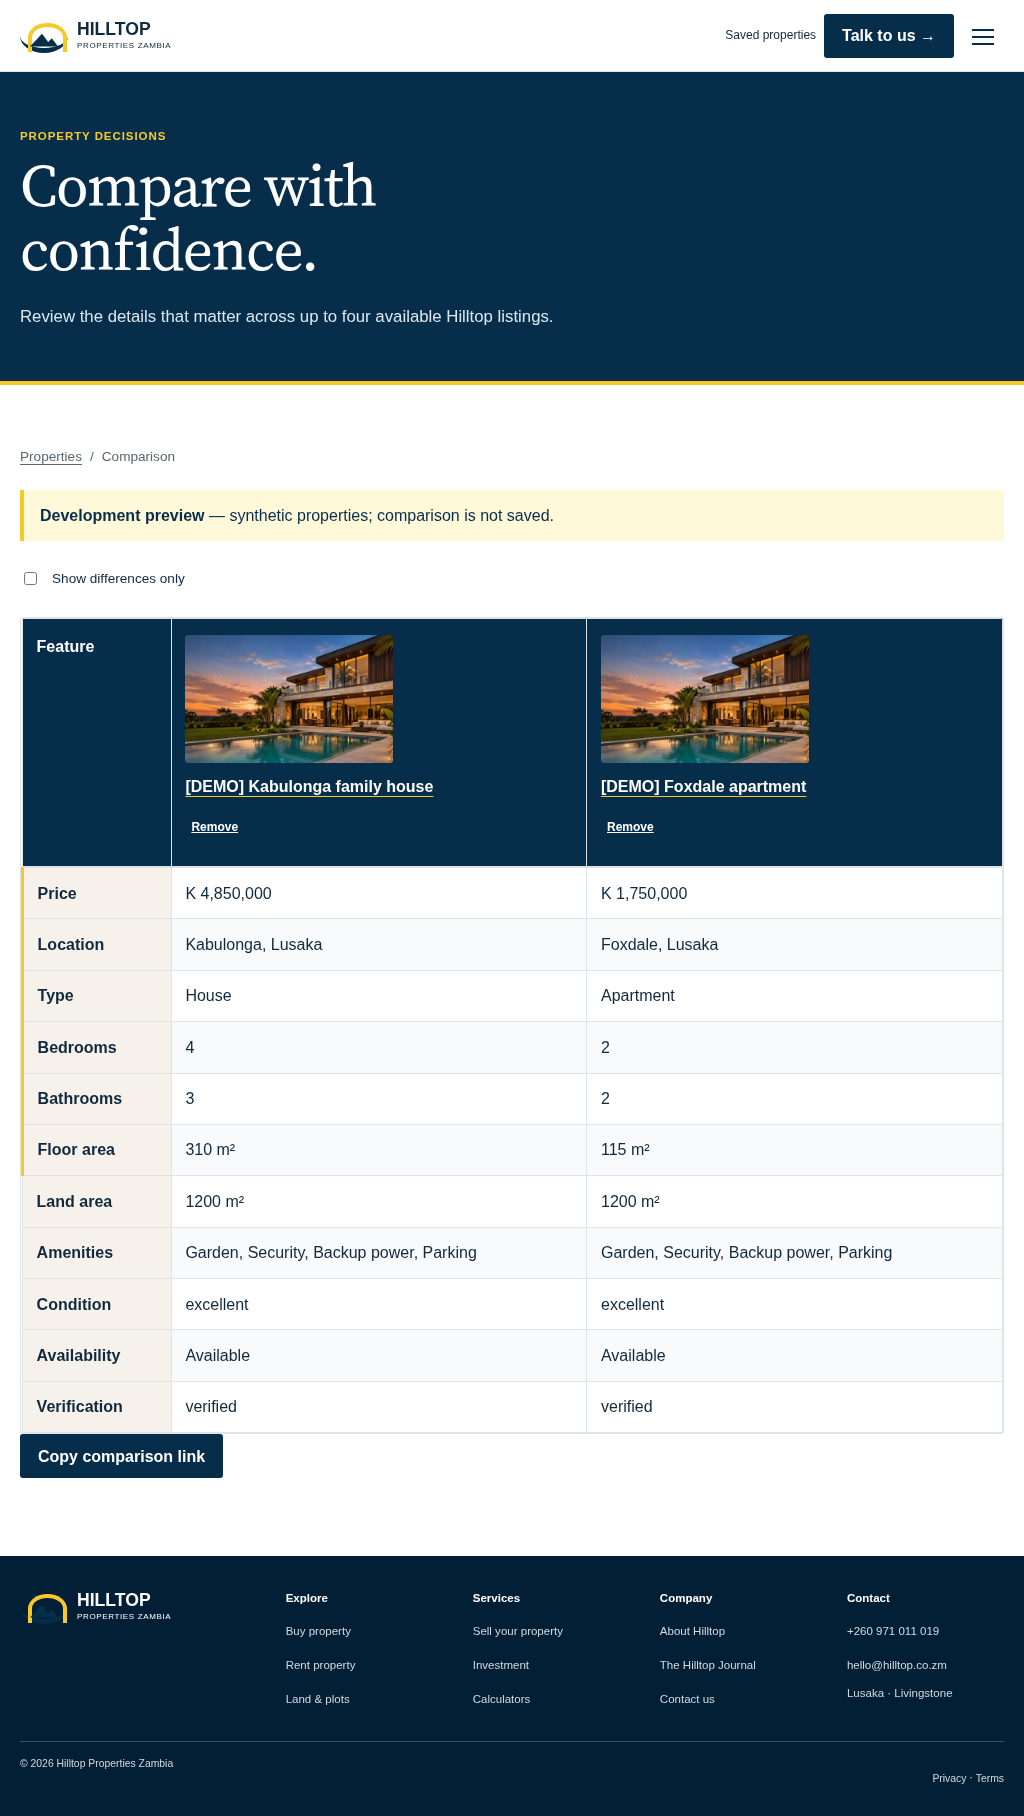 HILLTOP
PROPERTIES ZAMBIA
Saved properties
Talk to us →
PROPERTY DECISIONS
Compare with
confidence.
Review the details that matter across up to four available Hilltop listings.
Properties / Comparison
Development preview — synthetic properties; comparison is not saved.
Show differences only
Feature
[DEMO] Kabulonga family house
[DEMO] Foxdale apartment
Remove
Remove
Price K 4,850,000 K 1,750,000
Location Kabulonga, Lusaka Foxdale, Lusaka
Type House Apartment
Bedrooms 4 2
Bathrooms 3 2
Floor area 310 m² 115 m²
Land area 1200 m² 1200 m²
Amenities Garden, Security, Backup power, Parking Garden, Security, Backup power, Parking
Condition excellent excellent
Availability Available Available
Verification verified verified
Copy comparison link
HILLTOP
PROPERTIES ZAMBIA
Explore
Buy property
Rent property
Land & plots
Services
Sell your property
Investment
Calculators
Company
About Hilltop
The Hilltop Journal
Contact us
Contact
+260 971 011 019
hello@hilltop.co.zm
Lusaka · Livingstone
© 2026 Hilltop Properties Zambia
Privacy · Terms